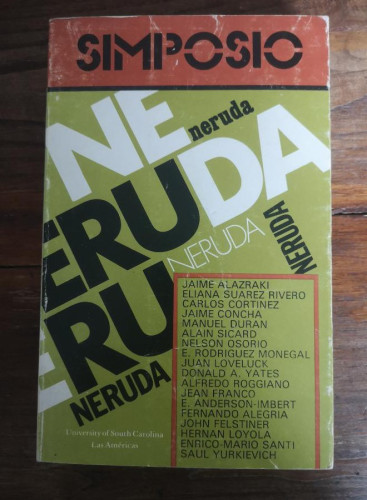 SIMPOSIO
NE
neruda
ERUDA
NERUDA
NERUDA
ERU
NERUDA
JAIME ALAZRAKI
ELIANA SUAREZ RIVERO
CARLOS CORTINEZ
JAIME CONCHA
MANUEL DURAN
ALAIN SICARD
NELSON OSORIO
E. RODRIGUEZ MONEGAL
JUAN LOVELUCK
DONALD A. YATES
ALFREDO ROGGIANO
JEAN FRANCO
E. ANDERSON-IMBERT
FERNANDO ALEGRIA
JOHN FELSTINER
HERNAN LOYOLA
ENRICO-MARIO SANTI
SAUL YURKIEVICH
University of South Carolina
Las Américas